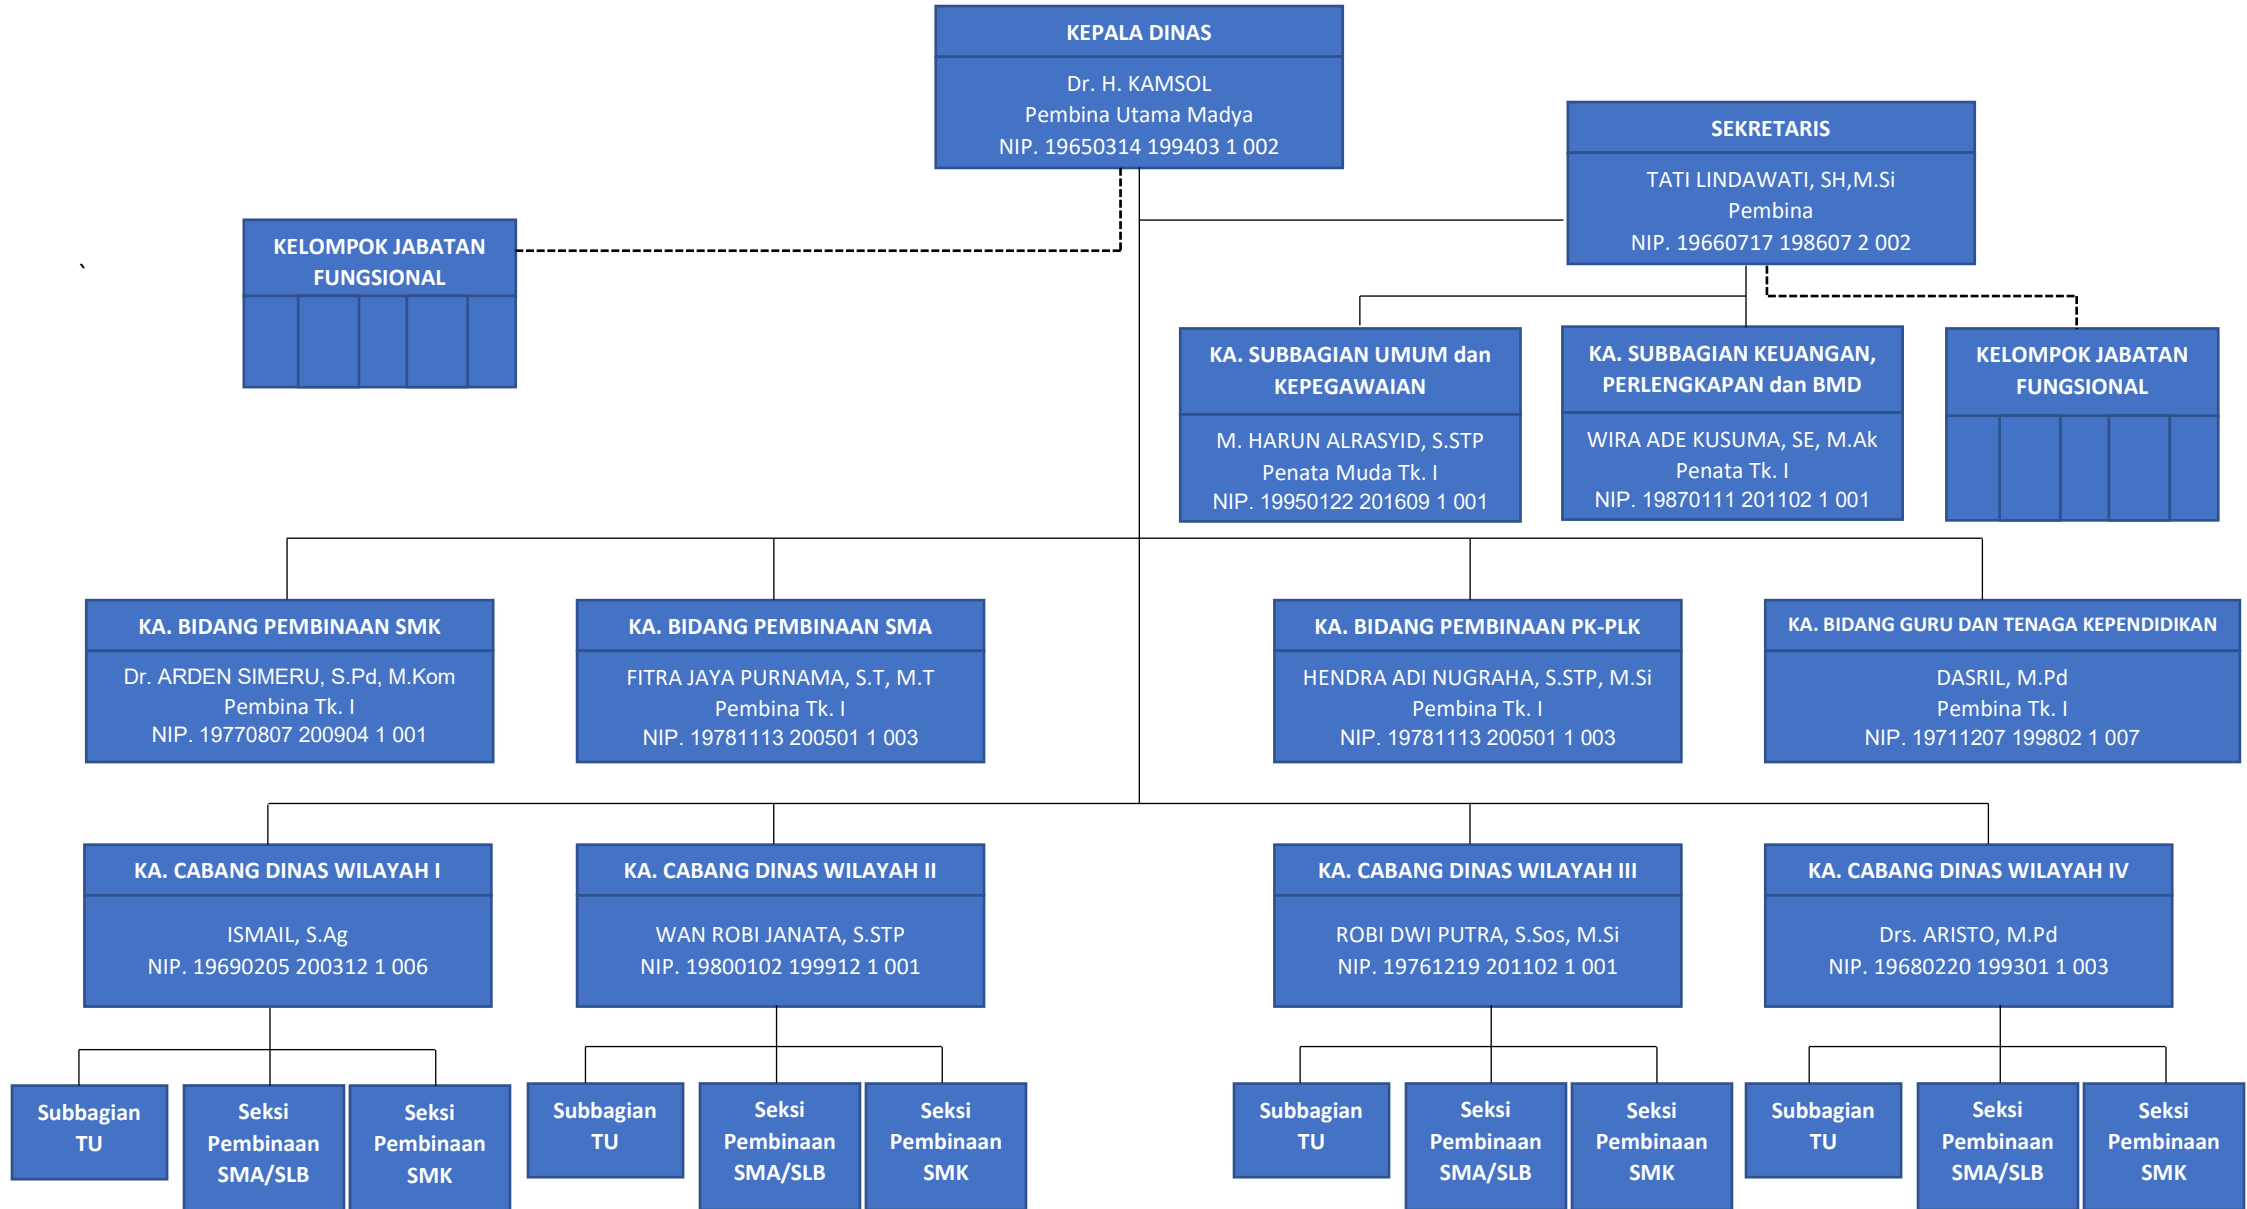 KEPALA DINAS
Dr. H. KAMSOL
Pembina Utama Madya
NIP. 19650314 199403 1 002
SEKRETARIS
TATI LINDAWATI, SH,M.Si
Pembina
NIP. 19660717 198607 2 002
KELOMPOK JABATAN
FUNGSIONAL
`
KA. SUBBAGIAN UMUM dan
KEPEGAWAIAN
M. HARUN ALRASYID, S.STP
Penata Muda Tk. I
NIP. 19950122 201609 1 001
KA. SUBBAGIAN KEUANGAN,
PERLENGKAPAN dan BMD
WIRA ADE KUSUMA, SE, M.Ak
Penata Tk. I
NIP. 19870111 201102 1 001
KELOMPOK JABATAN
FUNGSIONAL
KA. BIDANG PEMBINAAN SMK
Dr. ARDEN SIMERU, S.Pd, M.Kom
Pembina Tk. I
NIP. 19770807 200904 1 001
KA. BIDANG PEMBINAAN SMA
FITRA JAYA PURNAMA, S.T, M.T
Pembina Tk. I
NIP. 19781113 200501 1 003
KA. BIDANG PEMBINAAN PK-PLK
HENDRA ADI NUGRAHA, S.STP, M.Si
Pembina Tk. I
NIP. 19781113 200501 1 003
KA. BIDANG GURU DAN TENAGA KEPENDIDIKAN
DASRIL, M.Pd
Pembina Tk. I
NIP. 19711207 199802 1 007
KA. CABANG DINAS WILAYAH I
ISMAIL, S.Ag
NIP. 19690205 200312 1 006
KA. CABANG DINAS WILAYAH II
WAN ROBI JANATA, S.STP
NIP. 19800102 199912 1 001
KA. CABANG DINAS WILAYAH III
ROBI DWI PUTRA, S.Sos, M.Si
NIP. 19761219 201102 1 001
KA. CABANG DINAS WILAYAH IV
Drs. ARISTO, M.Pd
NIP. 19680220 199301 1 003
Subbagian
TU
Seksi
Pembinaan
SMA/SLB
Seksi
Pembinaan
SMK
Subbagian
TU
Seksi
Pembinaan
SMA/SLB
Seksi
Pembinaan
SMK
Subbagian
TU
Seksi
Pembinaan
SMA/SLB
Seksi
Pembinaan
SMK
Subbagian
TU
Seksi
Pembinaan
SMA/SLB
Seksi
Pembinaan
SMK